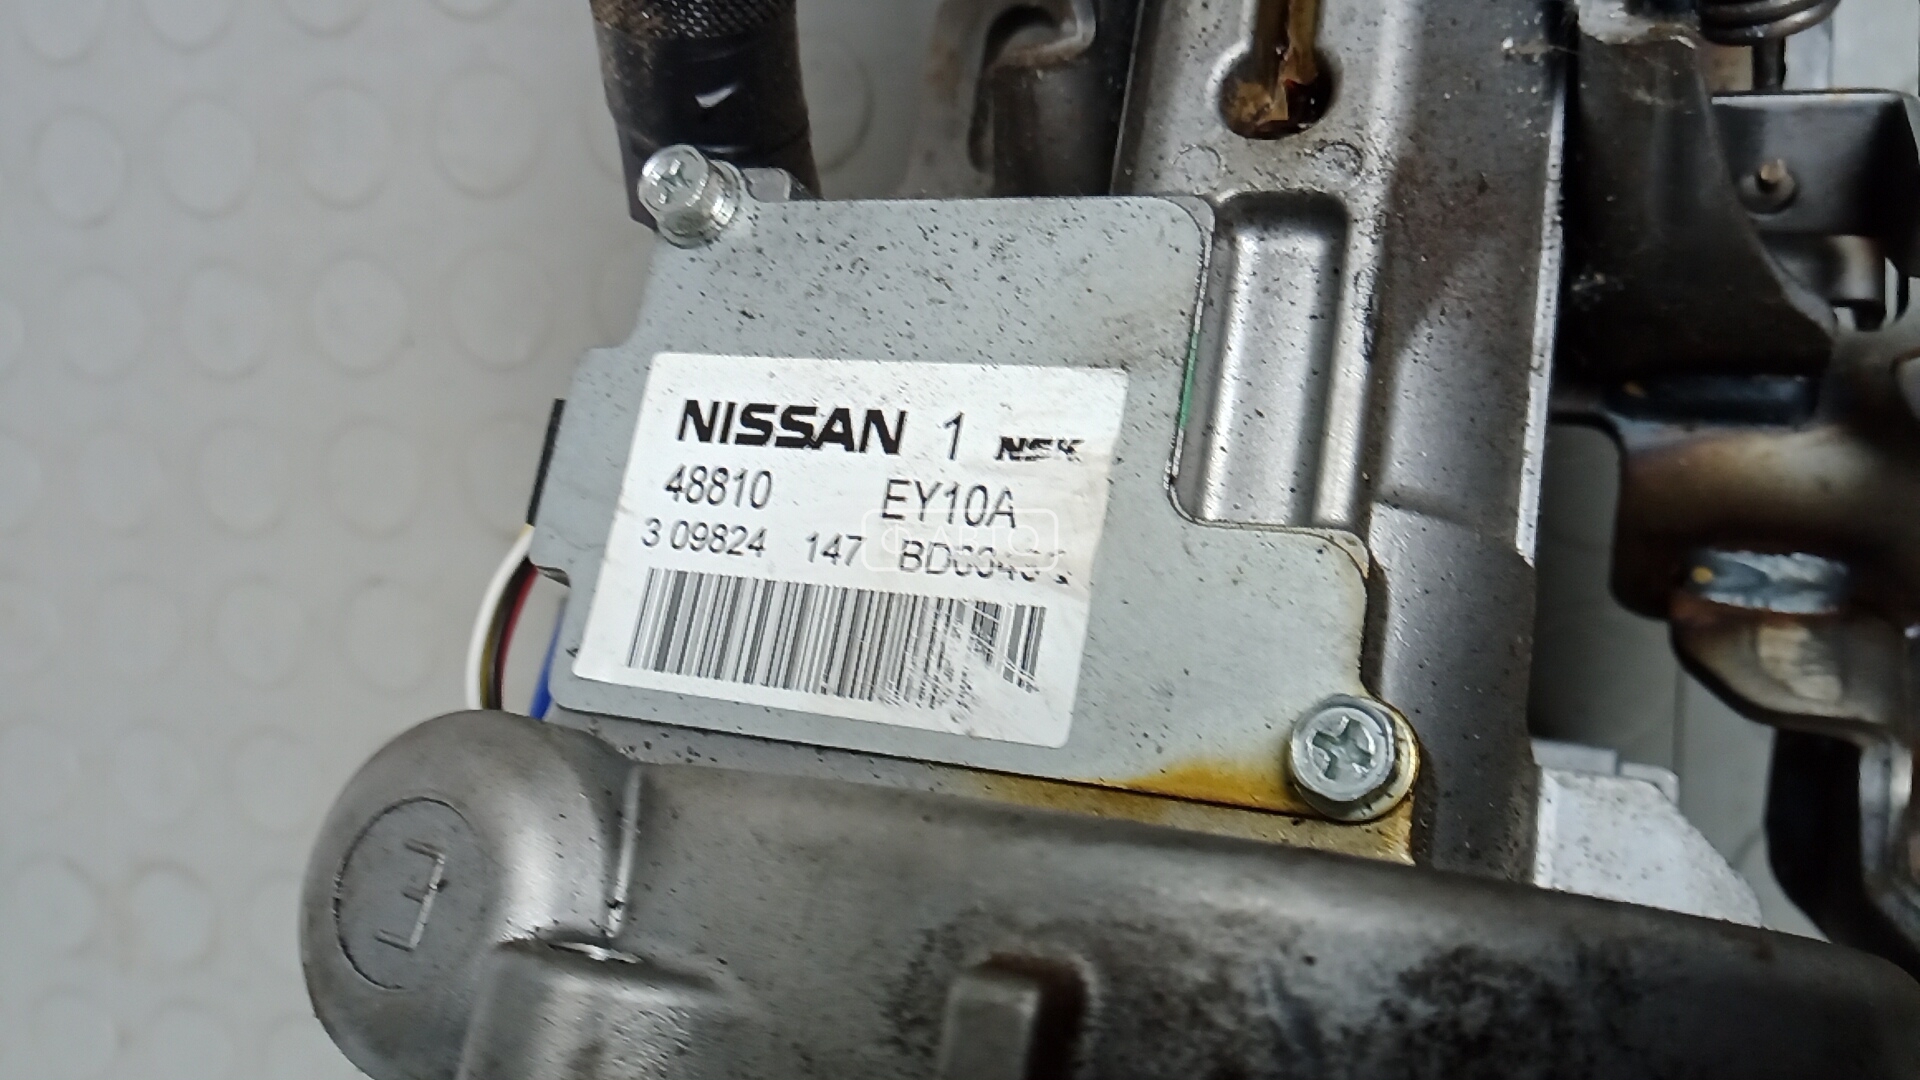 NISSAN 1 NSK
48810 EY10A
3 09824 147